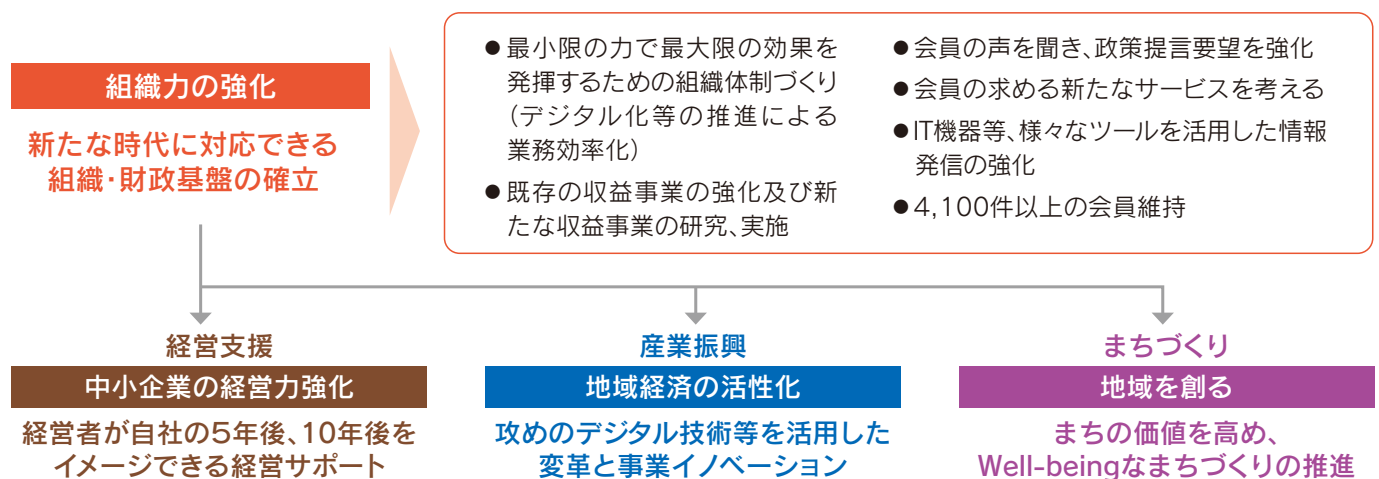 組織力の強化
新たな時代に対応できる
組織・財政基盤の確立
●最小限の力で最大限の効果を
発揮するための組織体制づくり
（デジタル化等の推進による
業務効率化）
●既存の収益事業の強化及び新
たな収益事業の研究、実施
●会員の声を聞き、政策提言要望を強化
●会員の求める新たなサービスを考える
●IT機器等、様々なツールを活用した情報
発信の強化
●4,100件以上の会員維持
経営支援
中小企業の経営力強化
経営者が自社の5年後、10年後を
イメージできる経営サポート
産業振興
地域経済の活性化
攻めのデジタル技術等を活用した
変革と事業イノベーション
まちづくり
地域を創る
まちの価値を高め、
Well-beingなまちづくりの推進